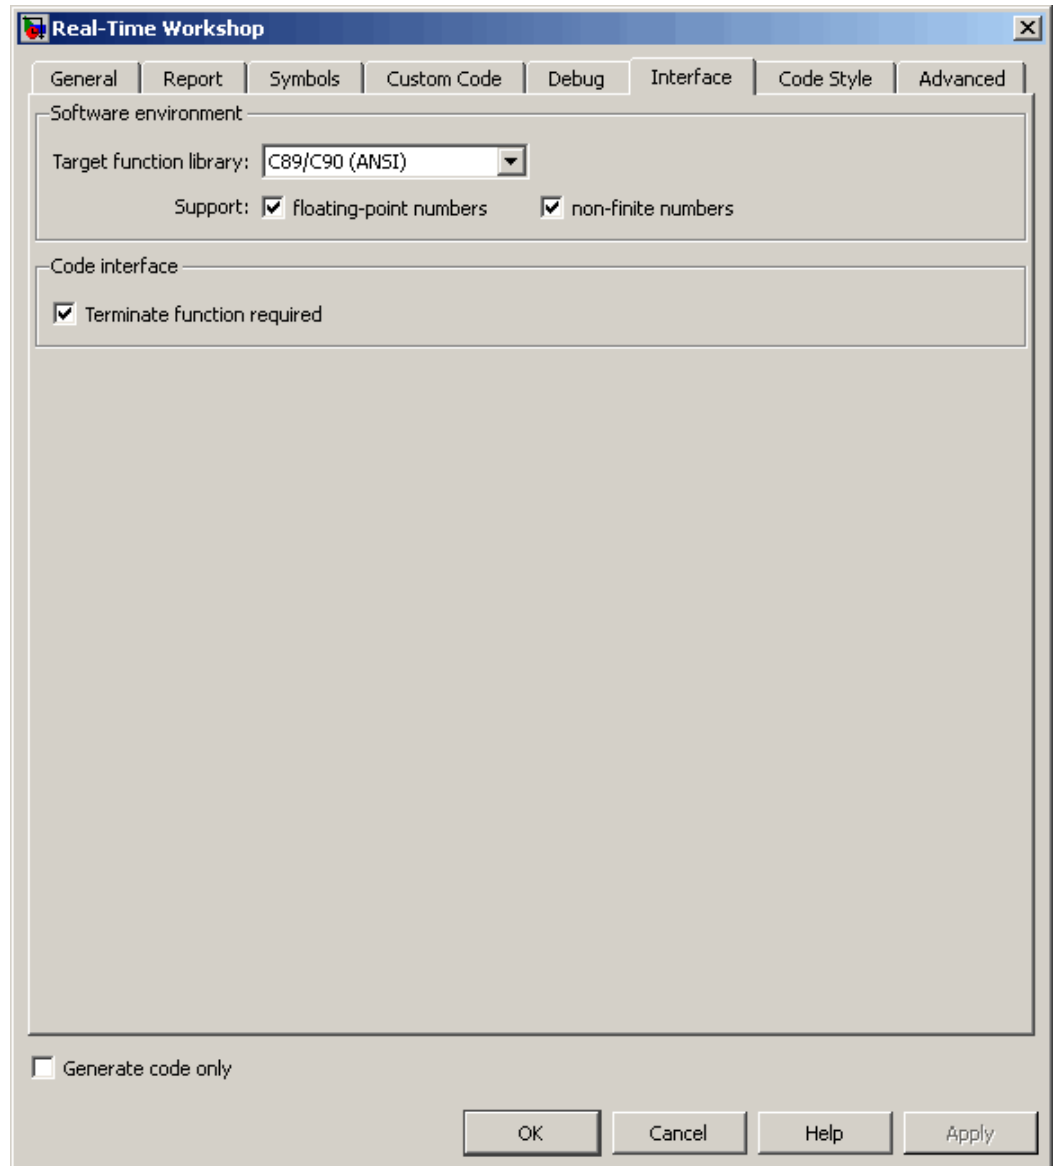 Real-Time Workshop
General Report Symbols Custom Code Debug Interface Code Style Advanced
Software environment
Target function library: C89/C90 (ANSI)
Support: floating-point numbers non-finite numbers
Code interface
Terminate function required
Generate code only
OK Cancel Help Apply